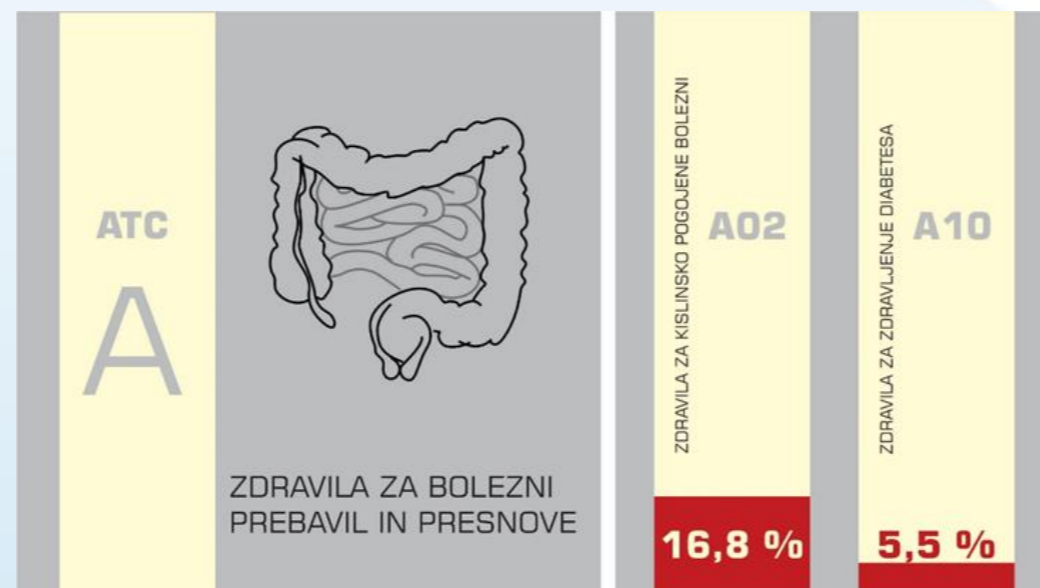 ATC
A
ZDRAVILA ZA BOLEZNI
PREBAVIL IN PRESNOVE
ZDRAVILA ZA KISLINSKO POGOJENE BOLEZNI
A02
16,8 %
ZDRAVILA ZA ZDRAVLJENJE DIABETESA
A10
5,5 %